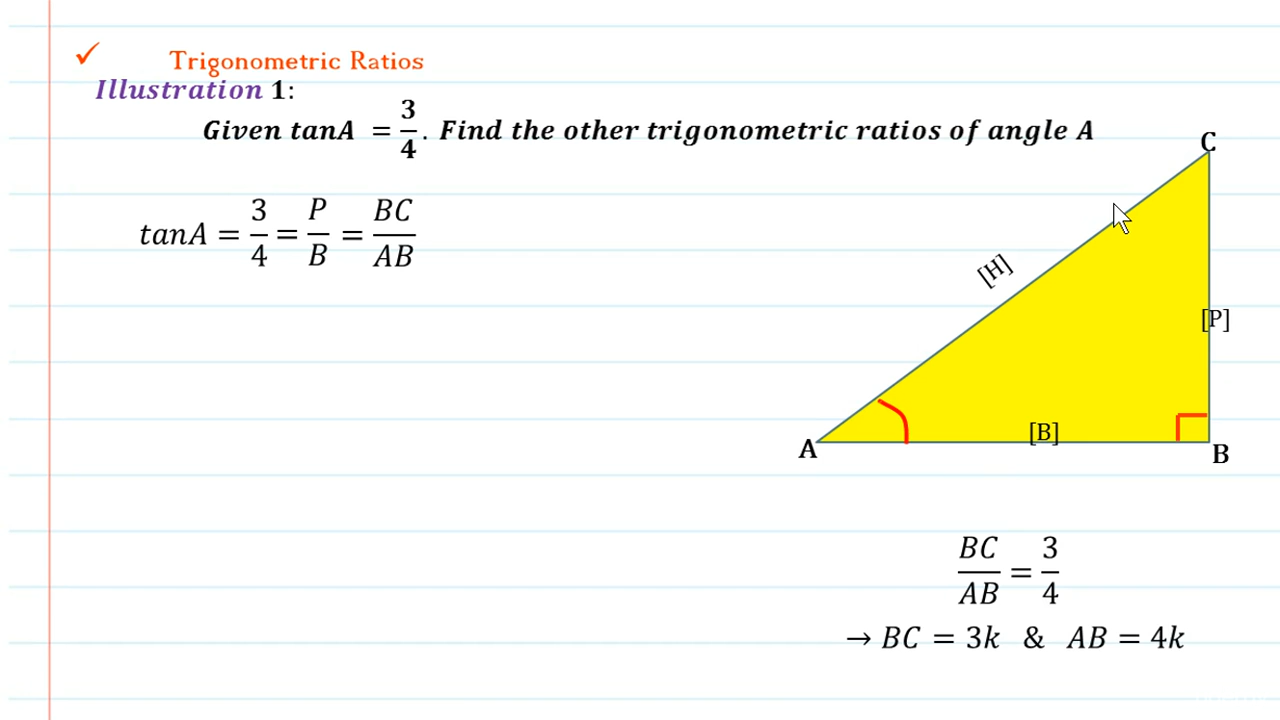 ✓ Trigonometric Ratios
Illustration 1:
Given tanA = 3/4. Find the other trigonometric ratios of angle A
C
tanA = 3/4 = P/B = BC/AB
[H]
[P]
[B]
A
B
BC/AB = 3/4
→ BC = 3k & AB = 4k